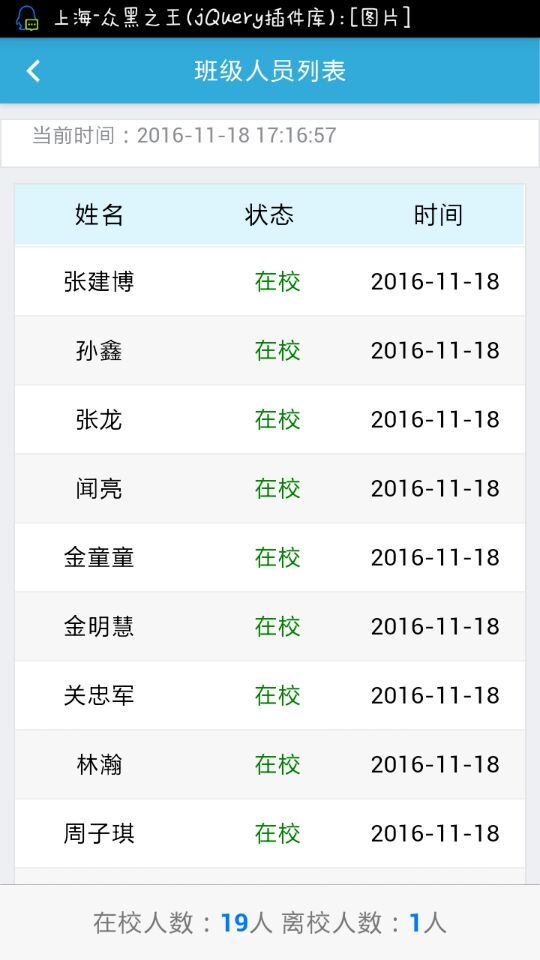 上海-众黑之王(jQuery插件库):[图片]
班级人员列表
当前时间：2016-11-18 17:16:57
姓名 状态 时间
张建博 在校 2016-11-18
孙鑫 在校 2016-11-18
张龙 在校 2016-11-18
闻亮 在校 2016-11-18
金童童 在校 2016-11-18
金明慧 在校 2016-11-18
关忠军 在校 2016-11-18
林瀚 在校 2016-11-18
周子琪 在校 2016-11-18
在校人数：19人 离校人数：1人